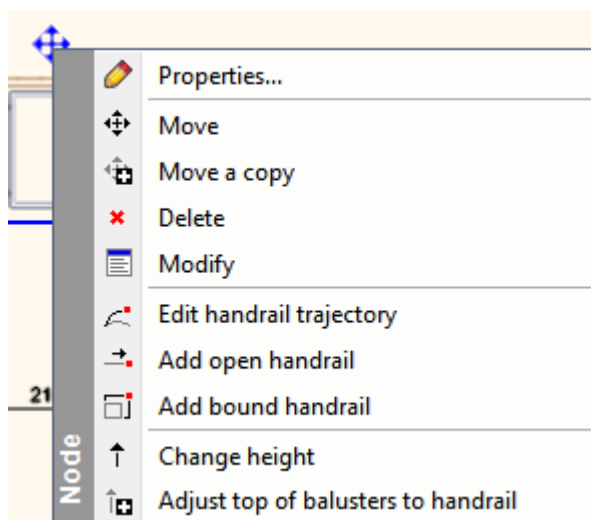 Properties...
Move
Move a copy
Delete
Modify
Edit handrail trajectory
Add open handrail
21
Add bound handrail
Change height
Node
Adjust top of balusters to handrail